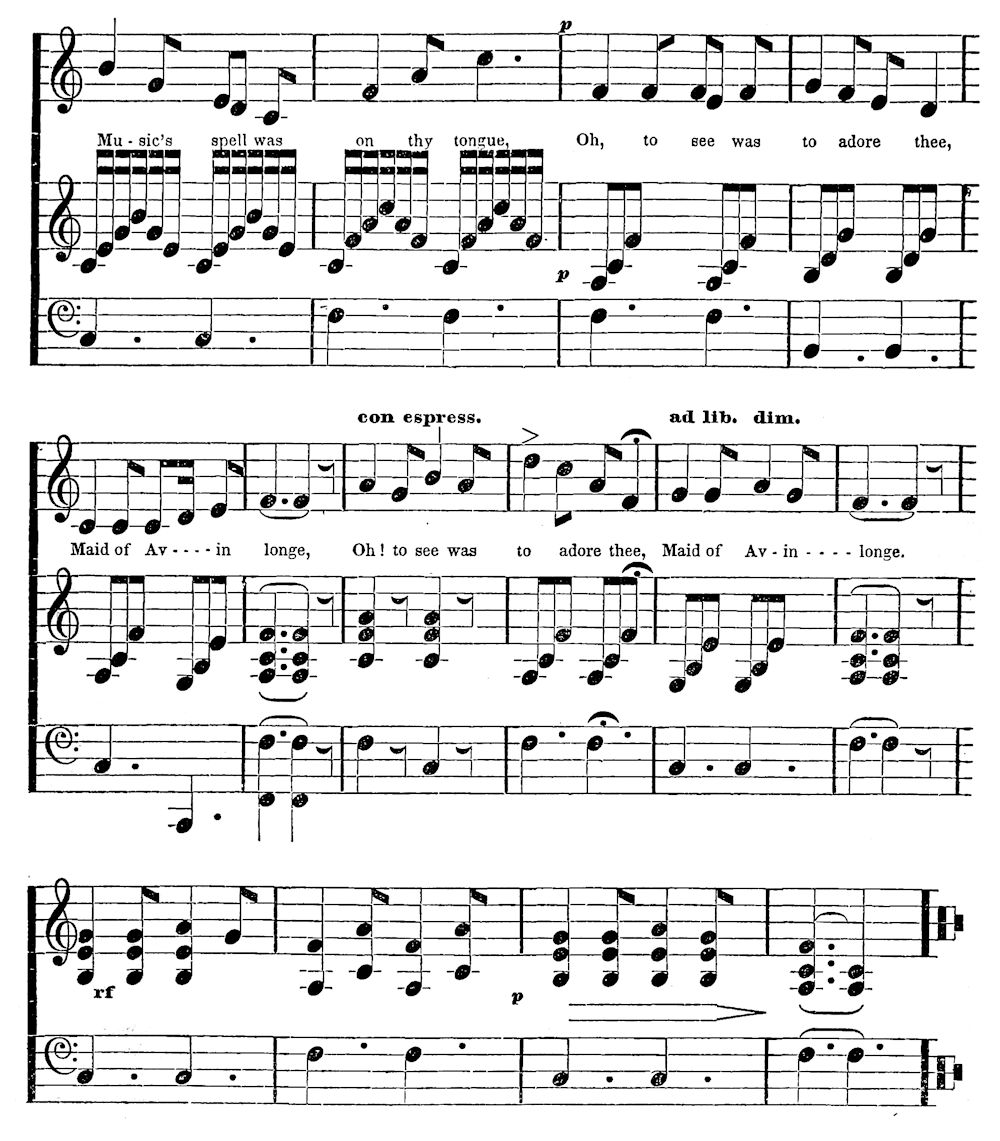 p
Mu - sic's spell was on thy tongue, Oh, to see was to adore thee,
p
con espress. ad lib. dim.
Maid of Av - - - - in longe, Oh! to see was to adore thee, Maid of Av - in - - - - longe.
rf
p